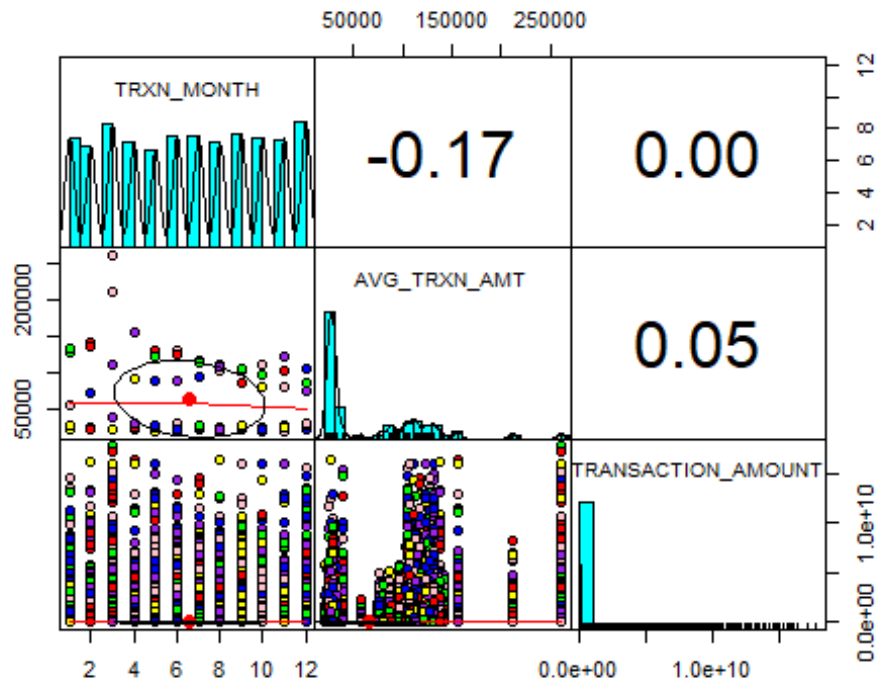 50000 150000 250000
TRXN_MONTH
-0.17
0.00
2 4 6 8 12
AVG_TRXN_AMT
0.05
50000 200000
TRANSACTION_AMOUNT
0.0e+00 1.0e+10
2 4 6 8 10 12
0.0e+00 1.0e+10